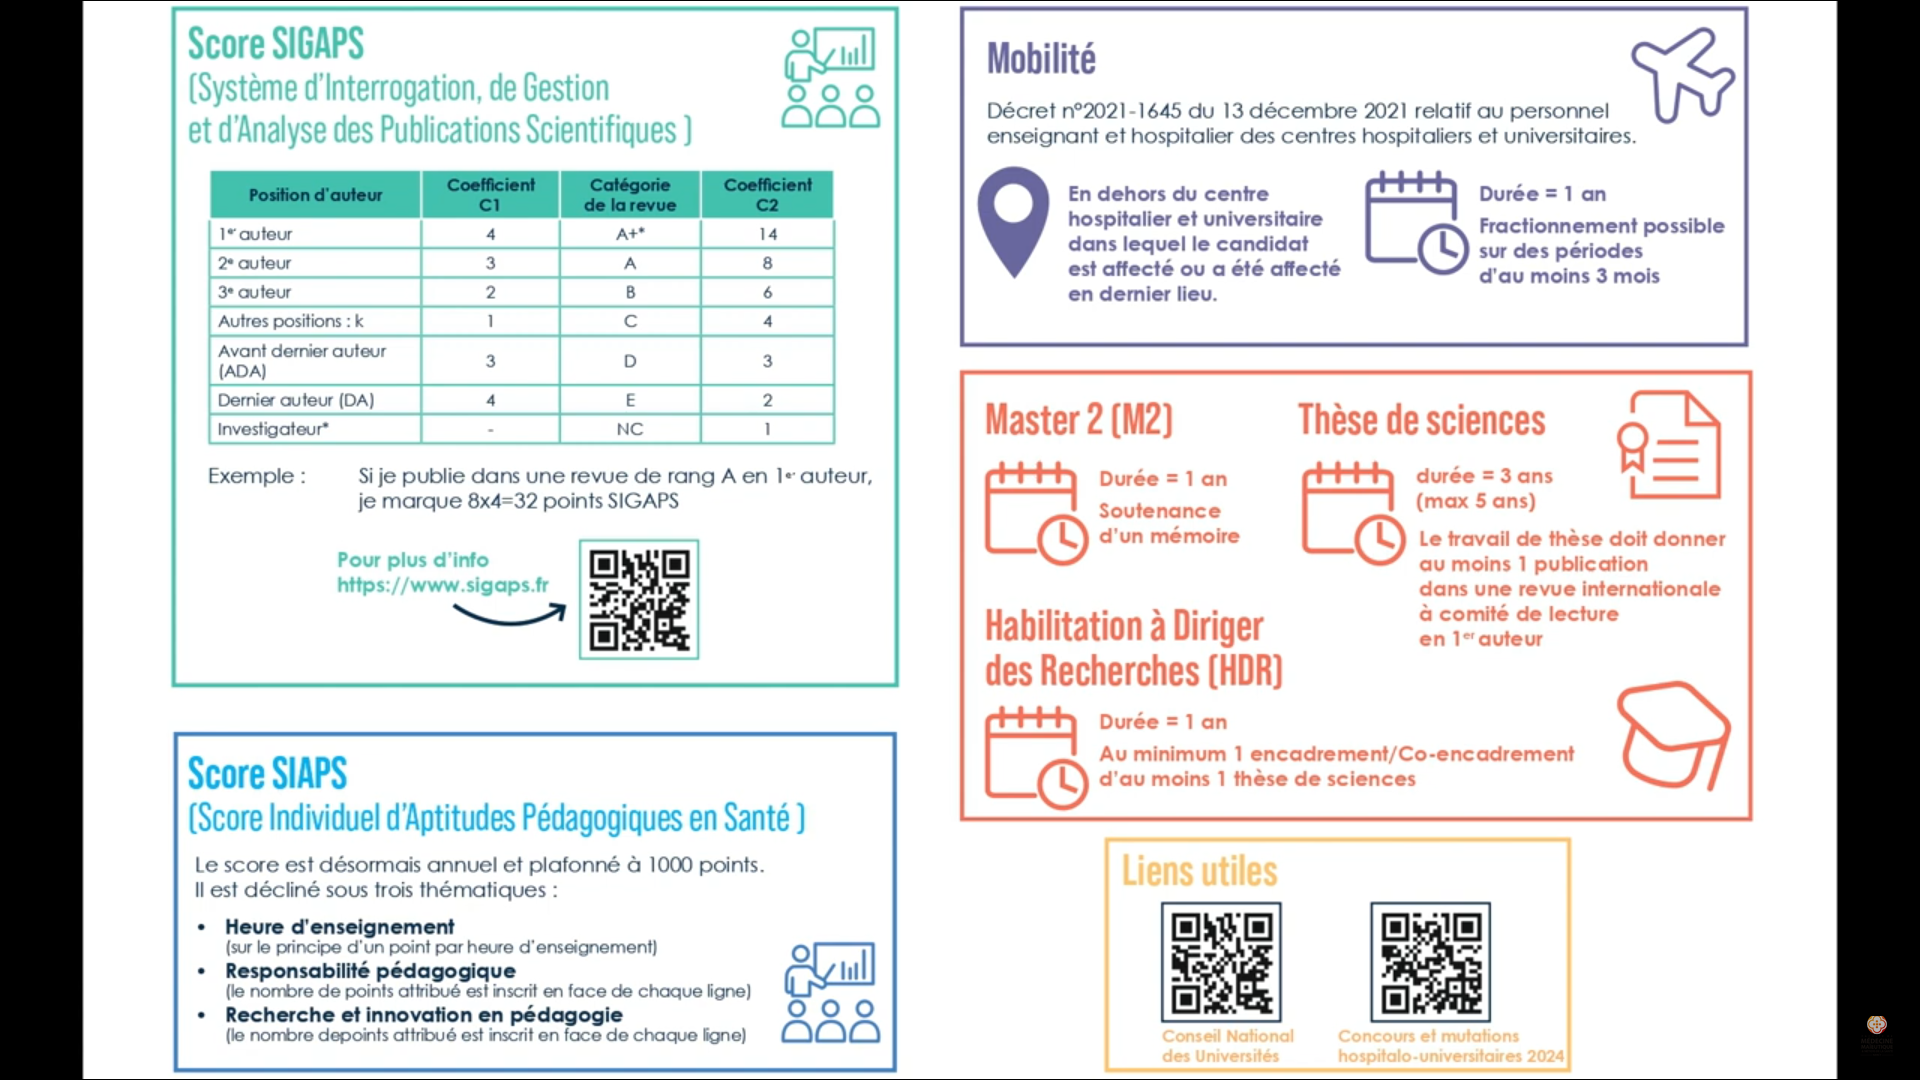 Score SIGAPS
(Système d'Interrogation, de Gestion
et d'Analyse des Publications Scientifiques )
Position d'auteur Coefficient C1 Catégorie de la revue Coefficient C2
1er auteur 4 A+* 14
2e auteur 3 A 8
3e auteur 2 B 6
Autres positions : k 1 C 4
Avant dernier auteur (ADA) 3 D 3
Dernier auteur (DA) 4 E 2
Investigateur* - NC 1
Exemple : Si je publie dans une revue de rang A en 1er auteur,
je marque 8x4=32 points SIGAPS
Pour plus d'info
https://www.sigaps.fr
Score SIAPS
(Score Individuel d'Aptitudes Pédagogiques en Santé )
Le score est désormais annuel et plafonné à 1000 points.
Il est décliné sous trois thématiques :
• Heure d'enseignement
(sur le principe d'un point par heure d'enseignement)
• Responsabilité pédagogique
(le nombre de points attribué est inscrit en face de chaque ligne)
• Recherche et innovation en pédagogie
(le nombre depoints attribué est inscrit en face de chaque ligne)
Mobilité
Décret n°2021-1645 du 13 décembre 2021 relatif au personnel
enseignant et hospitalier des centres hospitaliers et universitaires.
En dehors du centre
hospitalier et universitaire
dans lequel le candidat
est affecté ou a été affecté
en dernier lieu.
Durée = 1 an
Fractionnement possible
sur des périodes
d'au moins 3 mois
Master 2 (M2)
Durée = 1 an
Soutenance
d'un mémoire
Thèse de sciences
durée = 3 ans
(max 5 ans)
Le travail de thèse doit donner
au moins 1 publication
dans une revue internationale
à comité de lecture
en 1er auteur
Habilitation à Diriger
des Recherches (HDR)
Durée = 1 an
Au minimum 1 encadrement/Co-encadrement
d'au moins 1 thèse de sciences
Liens utiles
Conseil National
des Universités
Concours et mutations
hospitalo-universitaires 2024